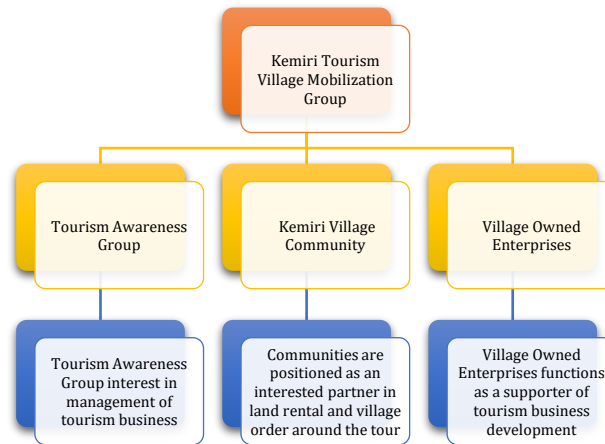 Kemiri Tourism
Village Mobilization
Group
Tourism Awareness
Group
Kemiri Village
Community
Village Owned
Enterprises
Tourism Awareness
Group interest in
management of
tourism business
Communities are
positioned as an
interested partner in
land rental and village
order around the tour
Village Owned
Enterprises functions
as a supporter of
tourism business
development